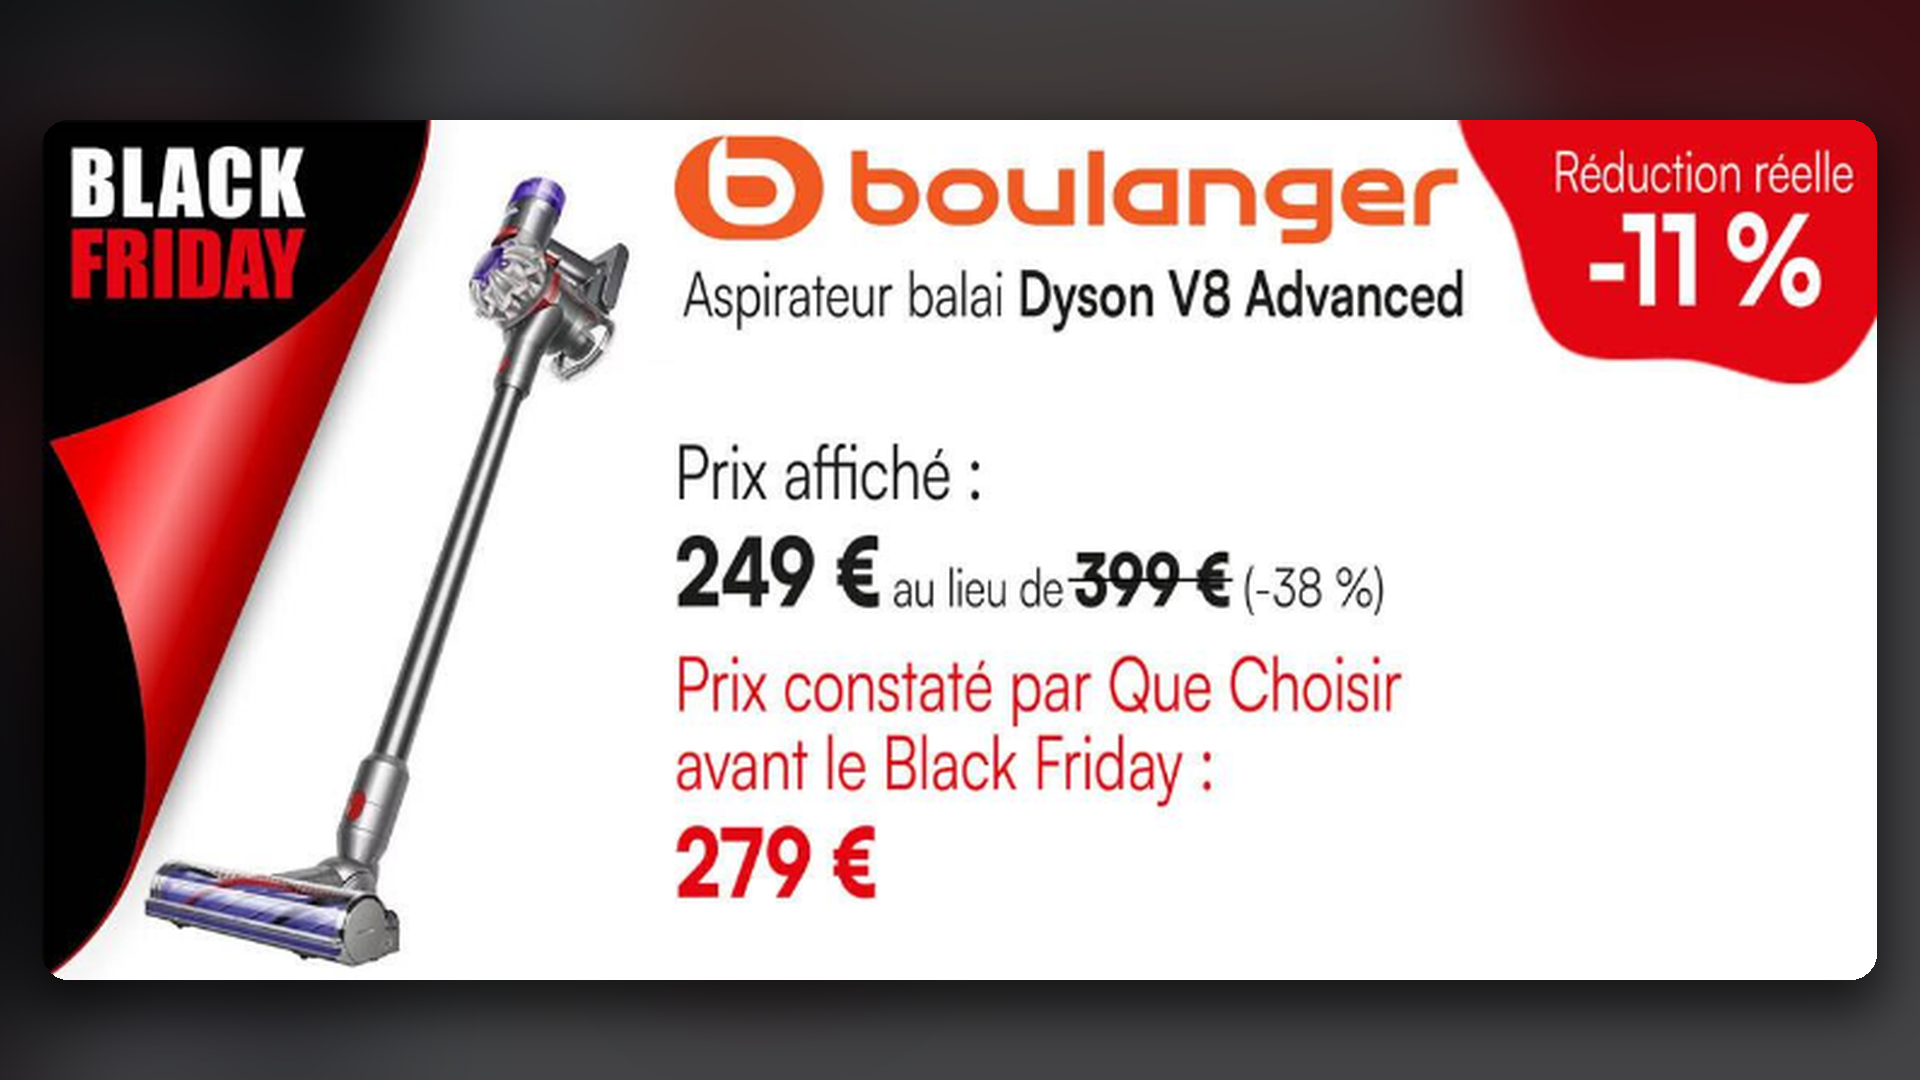 BLACK
FRIDAY
boulanger
Aspirateur balai Dyson V8 Advanced
Réduction réelle
-11 %
Prix affiché :
249 € au lieu de 399 € (-38 %)
Prix constaté par Que Choisir
avant le Black Friday :
279 €